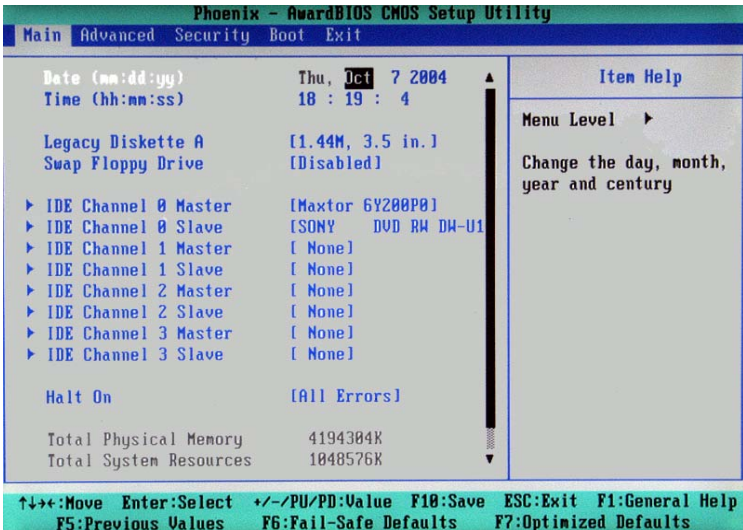 Phoenix - AwardBIOS CMOS Setup Utility
Main Advanced Security Boot Exit
Date (mm:dd:yy) Thu, Oct 7 2004
Time (hh:mm:ss) 18 : 19 : 4
Legacy Diskette A [1.44M, 3.5 in.]
Swap Floppy Drive [Disabled]
IDE Channel 0 Master [Maxtor 6Y200P0]
IDE Channel 0 Slave [SONY DVD RW DW-U1
IDE Channel 1 Master [ None]
IDE Channel 1 Slave [ None]
IDE Channel 2 Master [ None]
IDE Channel 2 Slave [ None]
IDE Channel 3 Master [ None]
IDE Channel 3 Slave [ None]
Halt On [All Errors]
Total Physical Memory 4194304K
Total System Resources 1048576K
Item Help
Menu Level ▶
Change the day, month,
year and century
↑↓→←:Move Enter:Select +/-/PU/PD:Value F10:Save ESC:Exit F1:General Help
F5:Previous Values F6:Fail-Safe Defaults F7:Optimized Defaults